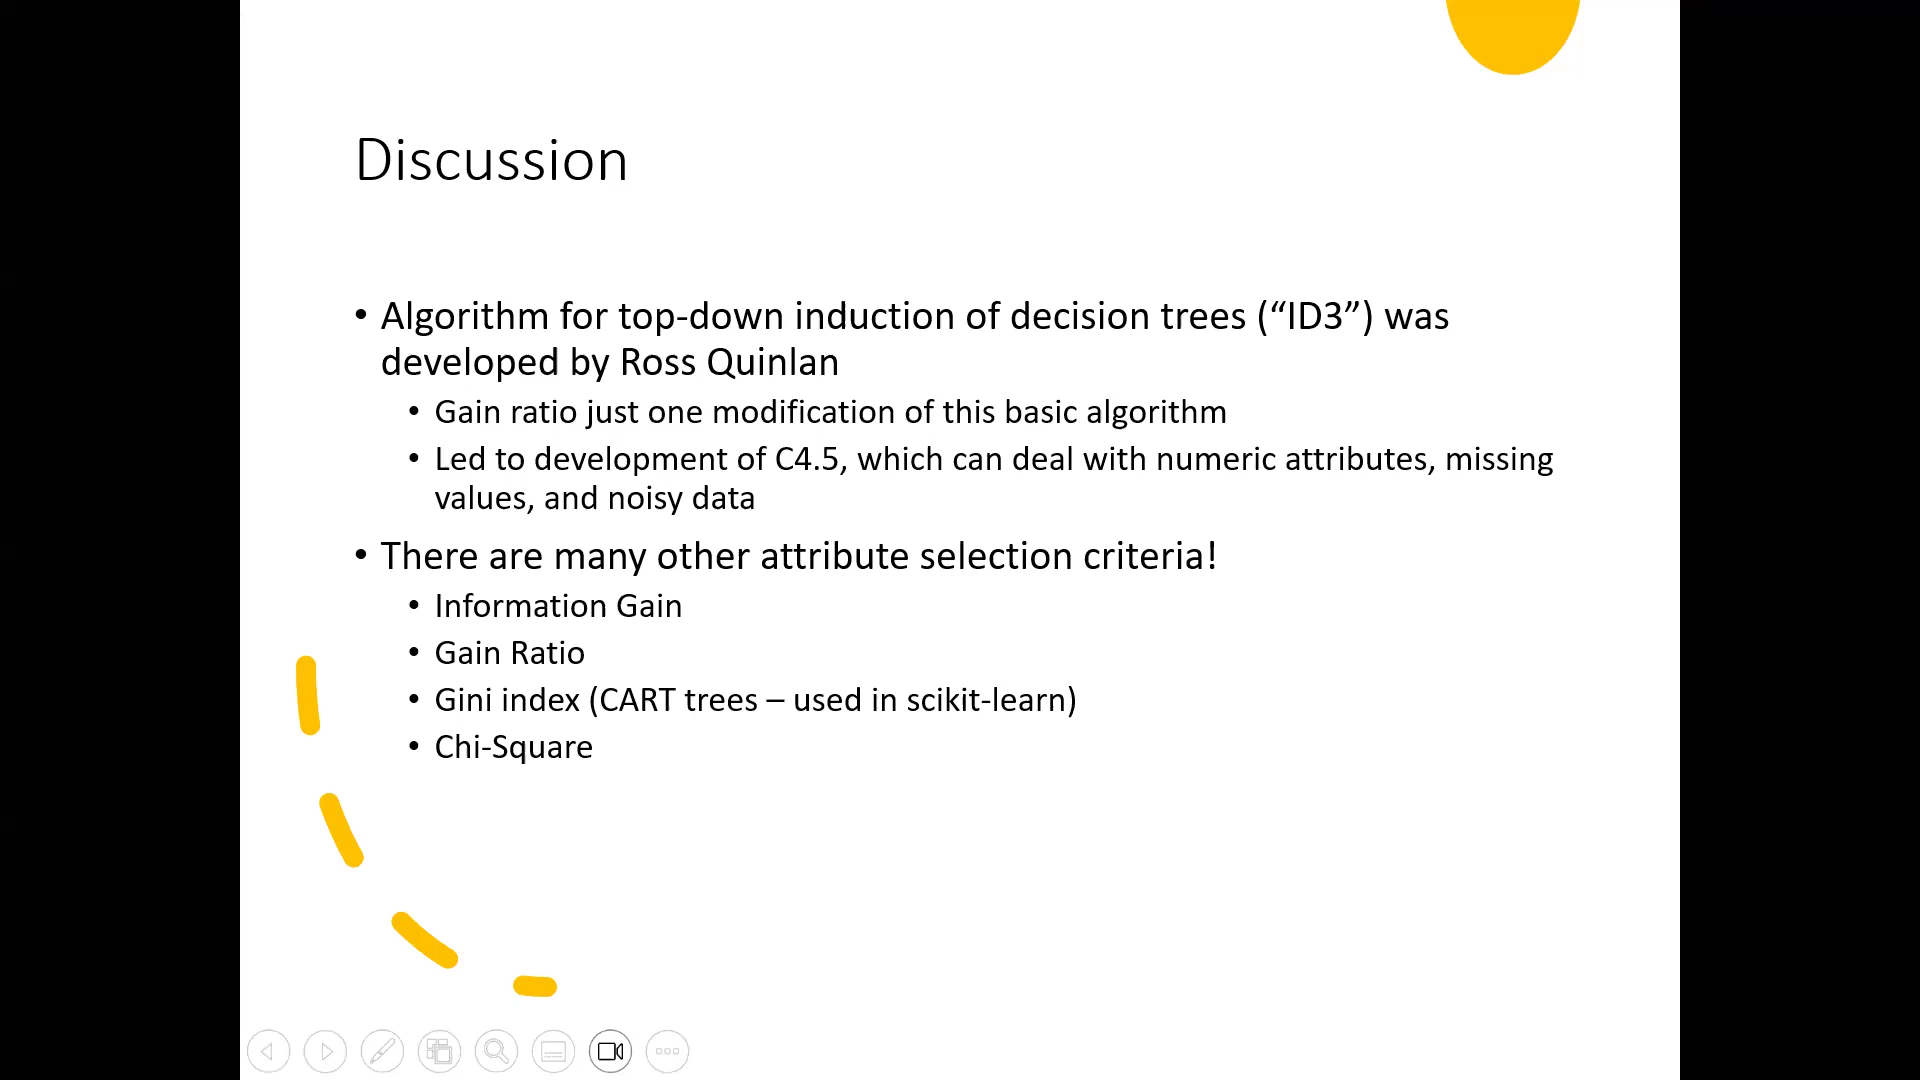 Discussion
• Algorithm for top-down induction of decision trees (“ID3”) was
developed by Ross Quinlan
• Gain ratio just one modification of this basic algorithm
• Led to development of C4.5, which can deal with numeric attributes, missing
values, and noisy data
• There are many other attribute selection criteria!
• Information Gain
• Gain Ratio
• Gini index (CART trees – used in scikit-learn)
• Chi-Square